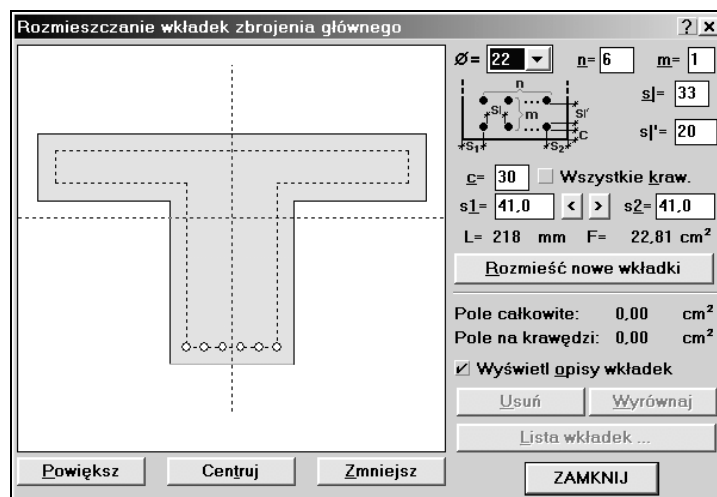 Rozmieszczanie wkładek zbrojenia głównego
? ×
Ø= 22 n= 6 m= 1
n
sl m sl'
c
s1 s2
sl= 33
sl'= 20
c= 30 Wszystkie kraw.
s1= 41,0 < > s2= 41,0
L= 218 mm F= 22,81 cm²
Rozmieść nowe wkładki
Pole całkowite: 0,00 cm²
Pole na krawędzi: 0,00 cm²
Wyświetl opisy wkładek
Usuń Wyrównaj
Lista wkładek ...
Powiększ Centruj Zmniejsz
ZAMKNIJ